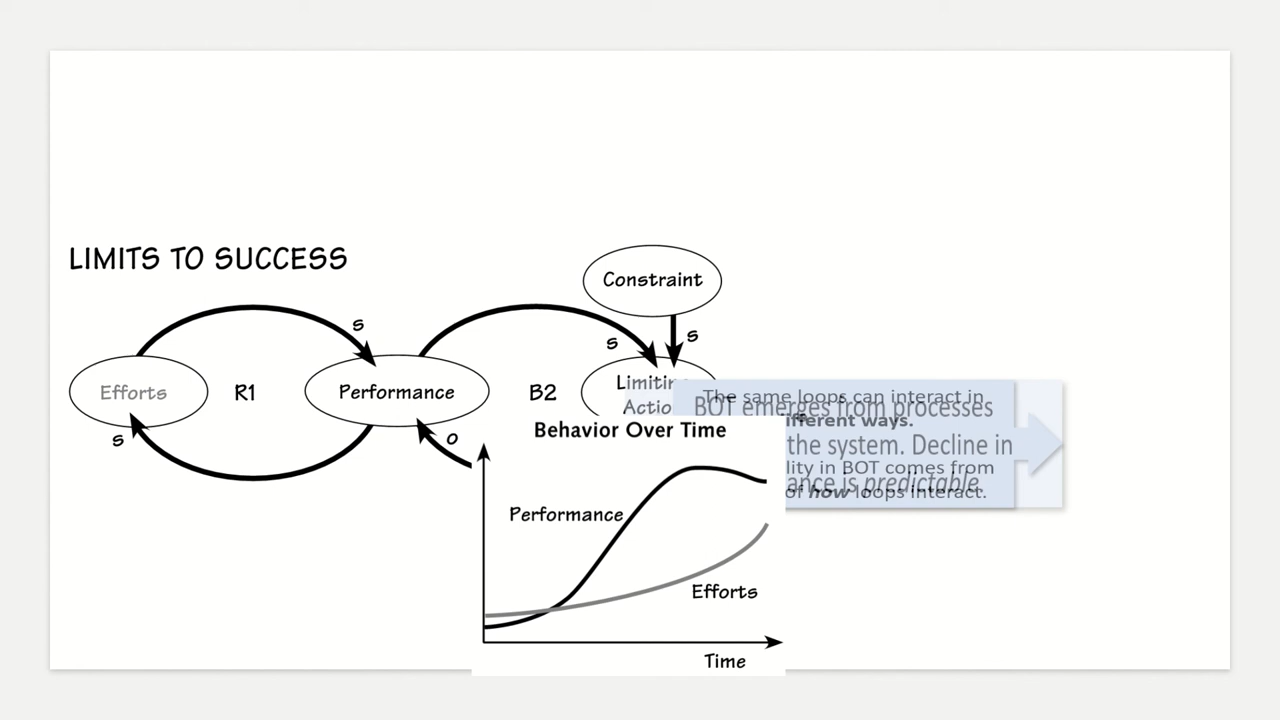 LIMITS TO SUCCESS
Constraint
s
s
s
Efforts
R1
Performance
B2
Limiting
Action
s
o
The same loops can interact in
different ways.
BOT emerges from processes
the system. Decline in
lity in BOT comes from
ance is predictable.
of how loops interact.
Behavior Over Time
Performance
Efforts
Time